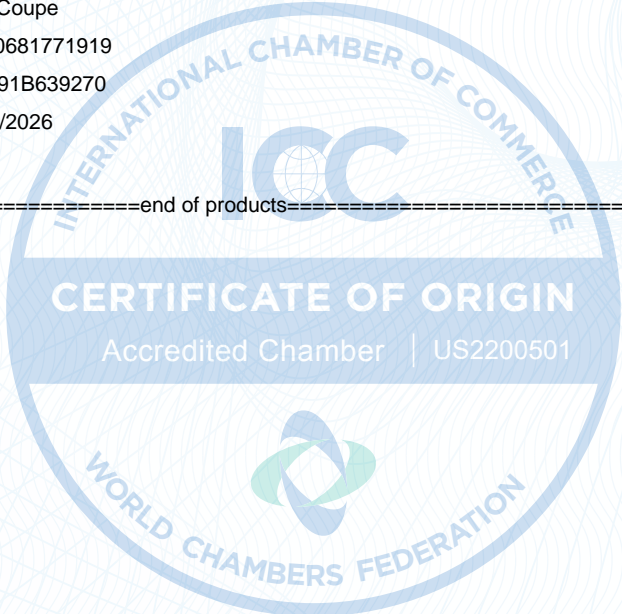 Coupe
0681771919
91B639270
/2026
============end of products===========================
INTERNATIONAL CHAMBER OF COMMERCE
ICC
CERTIFICATE OF ORIGIN
Accredited Chamber | US2200501
WORLD CHAMBERS FEDERATION